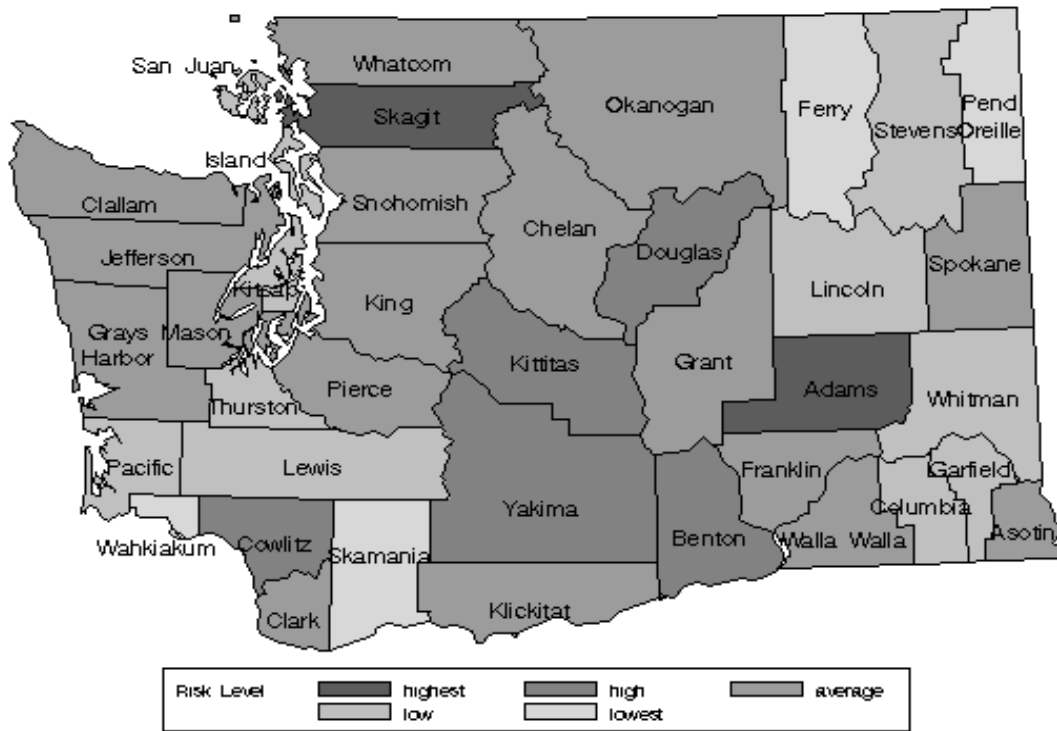 San Juan
Whatcom
Skagit
Okanogan
Ferry
Stevens
Pend
Oreille
Island
Clallam
Snohomish
Chelan
Douglas
Jefferson
Kitsap
King
Lincoln
Spokane
Grays
Harbor
Mason
Kittitas
Grant
Pierce
Thurston
Adams
Whitman
Pacific
Lewis
Franklin
Garfield
Yakima
Columbia
Wahkiakum
Cowlitz
Skamania
Benton
Walla Walla
Asotin
Clark
Klickitat
Risk Level highest high average
low lowest